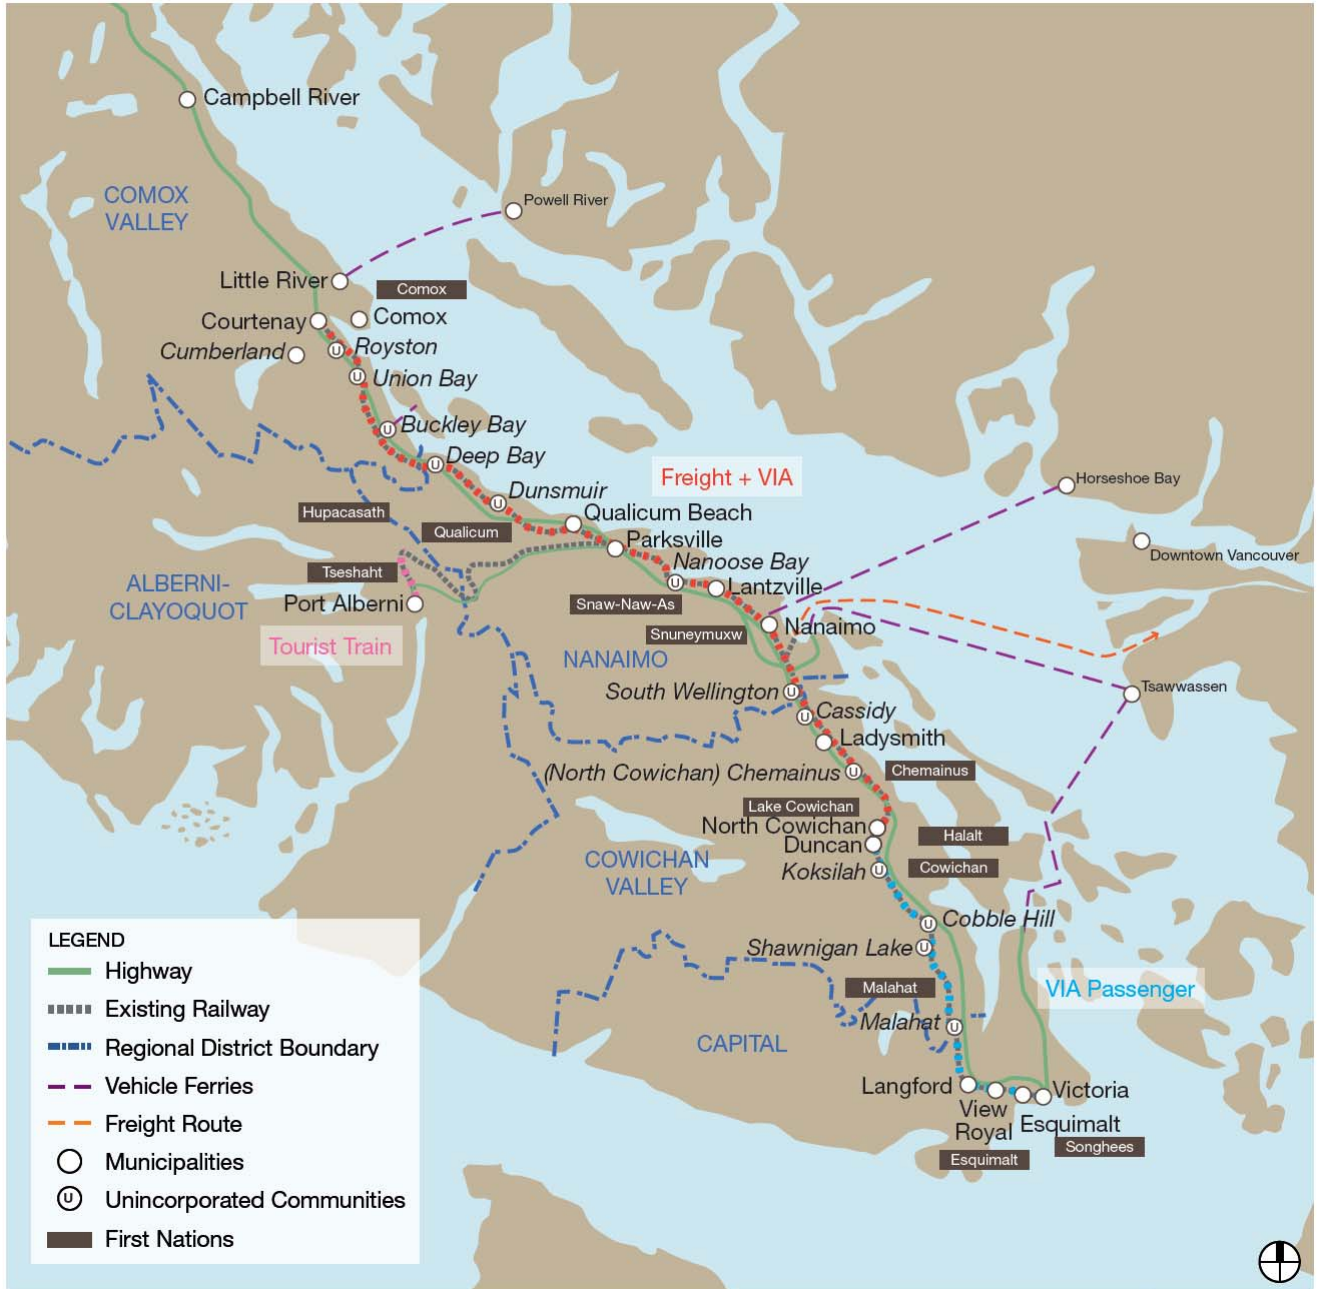 Campbell River
COMOX
VALLEY
Powell River
Little River
Comox
Courtenay
Comox
Cumberland
U Royston
U Union Bay
U Buckley Bay
U Deep Bay
Freight + VIA
Horseshoe Bay
U Dunsmuir
Hupacasath
Qualicum Beach
Qualicum
Parksville
Downtown Vancouver
Nanoose Bay
U
Tseshaht
ALBERNI-
CLAYOQUOT
Lantzville
Port Alberni
Snaw-Naw-As
Snuneymuxw
Nanaimo
Tourist Train
NANAIMO
Tsawwassen
South Wellington U
U Cassidy
Ladysmith
(North Cowichan) Chemainus U
Chemainus
Lake Cowichan
North Cowichan
Halalt
Duncan
COWICHAN
VALLEY
Koksilah U
Cowichan
U Cobble Hill
Shawnigan Lake U
Malahat
VIA Passenger
Malahat U
CAPITAL
Langford
Victoria
View
Royal
Esquimalt
Songhees
Esquimalt
LEGEND
Highway
Existing Railway
Regional District Boundary
Vehicle Ferries
Freight Route
Municipalities
U Unincorporated Communities
First Nations